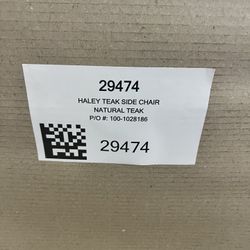 29474
HALEY TEAK SIDE CHAIR
NATURAL TEAK
P/O #: 100-1028186
29474